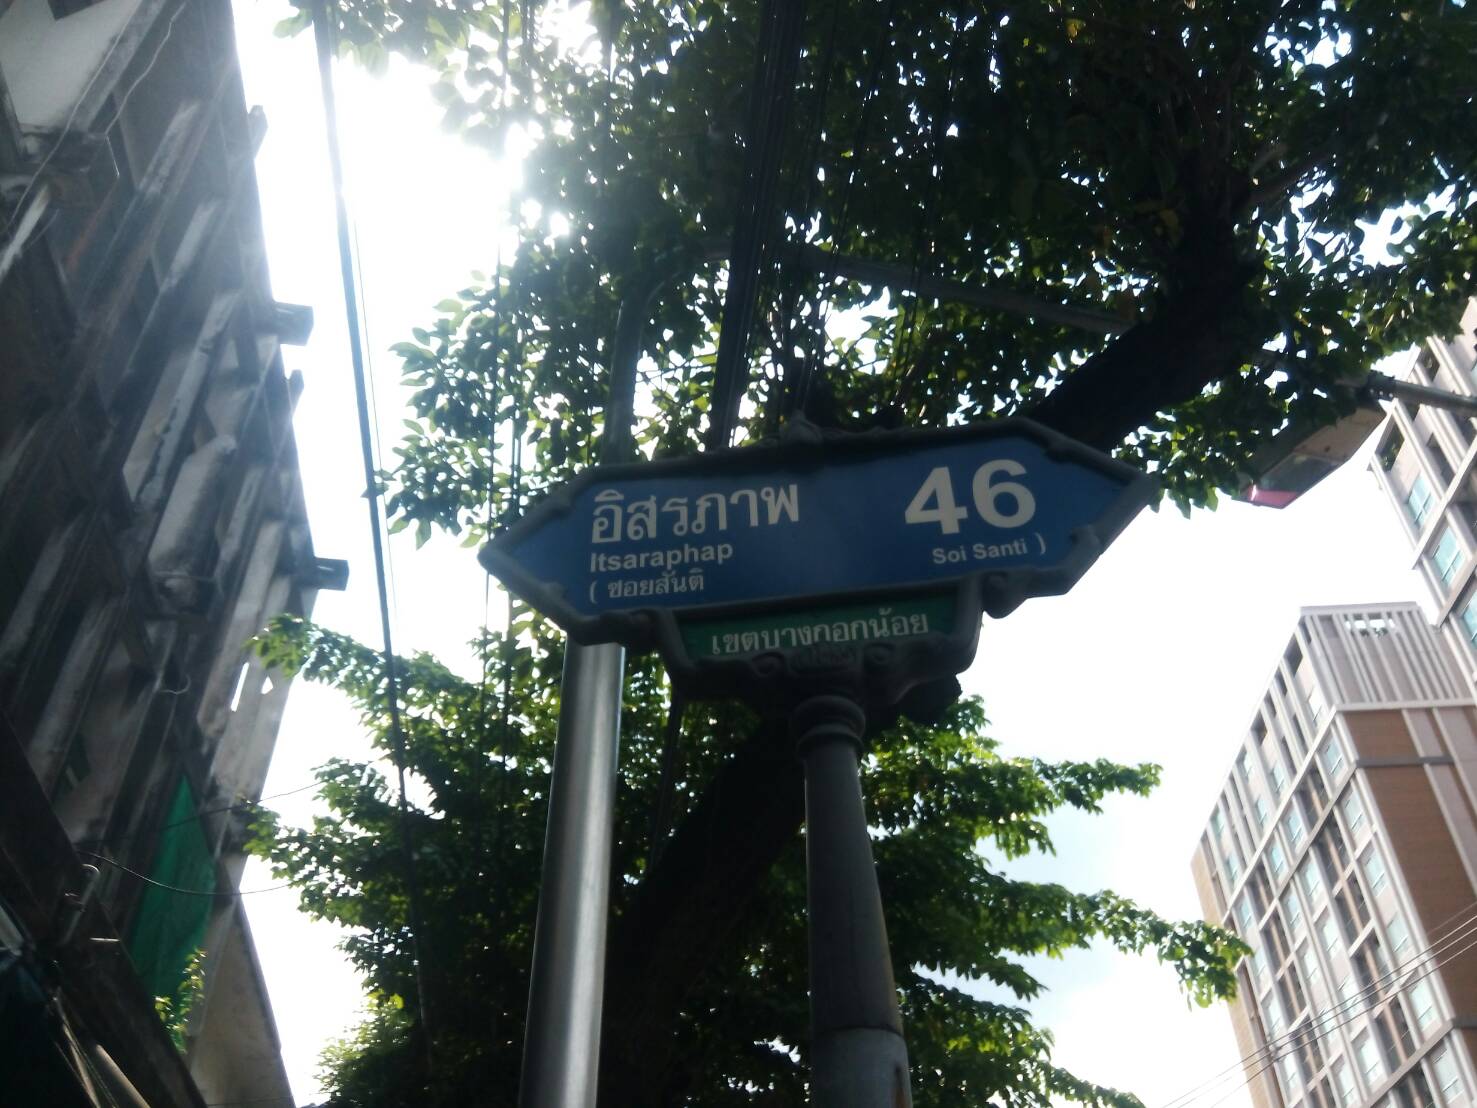 อิสรภาพ 46
Itsaraphap
( ซอยสันติ Soi Santi )
เขตบางกอกน้อย